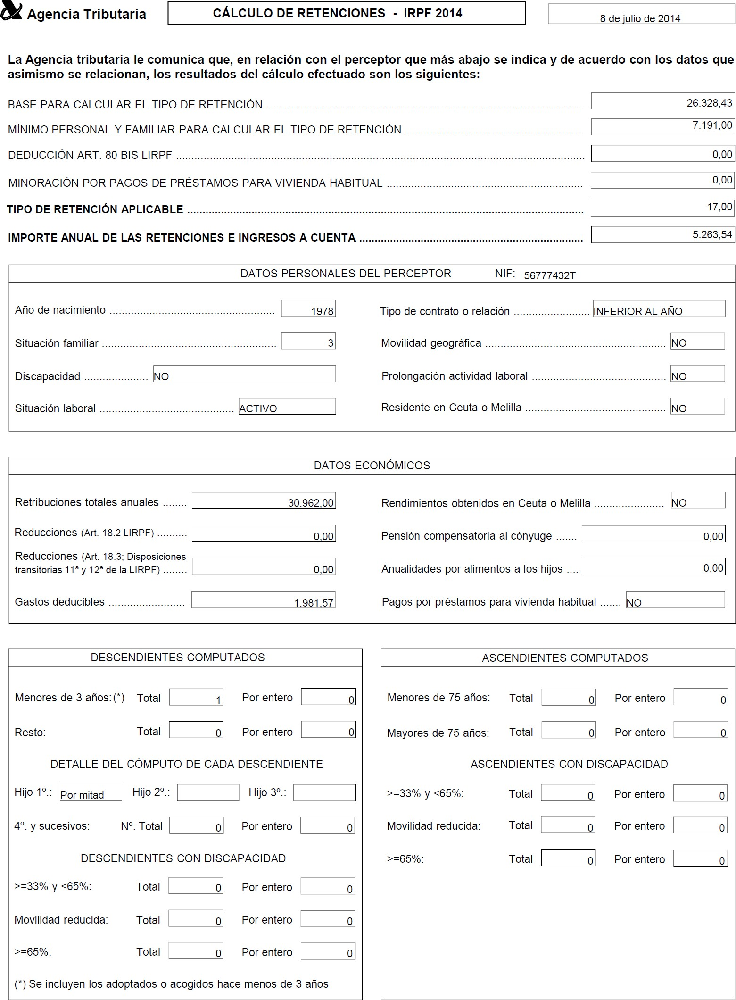 Agencia Tributaria
CÁLCULO DE RETENCIONES - IRPF 2014
8 de julio de 2014
La Agencia tributaria le comunica que, en relación con el perceptor que más abajo se indica y de acuerdo con los datos que
asimismo se relacionan, los resultados del cálculo efectuado son los siguientes:
BASE PARA CALCULAR EL TIPO DE RETENCIÓN 26.328,43
MÍNIMO PERSONAL Y FAMILIAR PARA CALCULAR EL TIPO DE RETENCIÓN 7.191,00
DEDUCCIÓN ART. 80 BIS LIRPF 0,00
MINORACIÓN POR PAGOS DE PRÉSTAMOS PARA VIVIENDA HABITUAL 0,00
TIPO DE RETENCIÓN APLICABLE 17,00
IMPORTE ANUAL DE LAS RETENCIONES E INGRESOS A CUENTA 5.263,54
DATOS PERSONALES DEL PERCEPTOR NIF: 56777432T
Año de nacimiento 1978 Tipo de contrato o relación INFERIOR AL AÑO
Situación familiar 3 Movilidad geográfica NO
Discapacidad NO Prolongación actividad laboral NO
Situación laboral ACTIVO Residente en Ceuta o Melilla NO
DATOS ECONÓMICOS
Retribuciones totales anuales 30.962,00 Rendimientos obtenidos en Ceuta o Melilla NO
Reducciones (Art. 18.2 LIRPF) 0,00 Pensión compensatoria al cónyuge 0,00
Reducciones (Art. 18.3; Disposiciones
transitorias 11ª y 12ª de la LIRPF) 0,00 Anualidades por alimentos a los hijos 0,00
Gastos deducibles 1.981,57 Pagos por préstamos para vivienda habitual NO
DESCENDIENTES COMPUTADOS
Menores de 3 años:(*) Total 1 Por entero 0
Resto: Total 0 Por entero 0
DETALLE DEL CÓMPUTO DE CADA DESCENDIENTE
Hijo 1º.: Por mitad Hijo 2º.: Hijo 3º.:
4º. y sucesivos: Nº. Total 0 Por entero 0
DESCENDIENTES CON DISCAPACIDAD
>=33% y <65%: Total 0 Por entero 0
Movilidad reducida: Total 0 Por entero 0
>=65%: Total 0 Por entero 0
(*) Se incluyen los adoptados o acogidos hace menos de 3 años
ASCENDIENTES COMPUTADOS
Menores de 75 años: Total 0 Por entero 0
Mayores de 75 años: Total 0 Por entero 0
ASCENDIENTES CON DISCAPACIDAD
>=33% y <65%: Total 0 Por entero 0
Movilidad reducida: Total 0 Por entero 0
>=65%: Total 0 Por entero 0